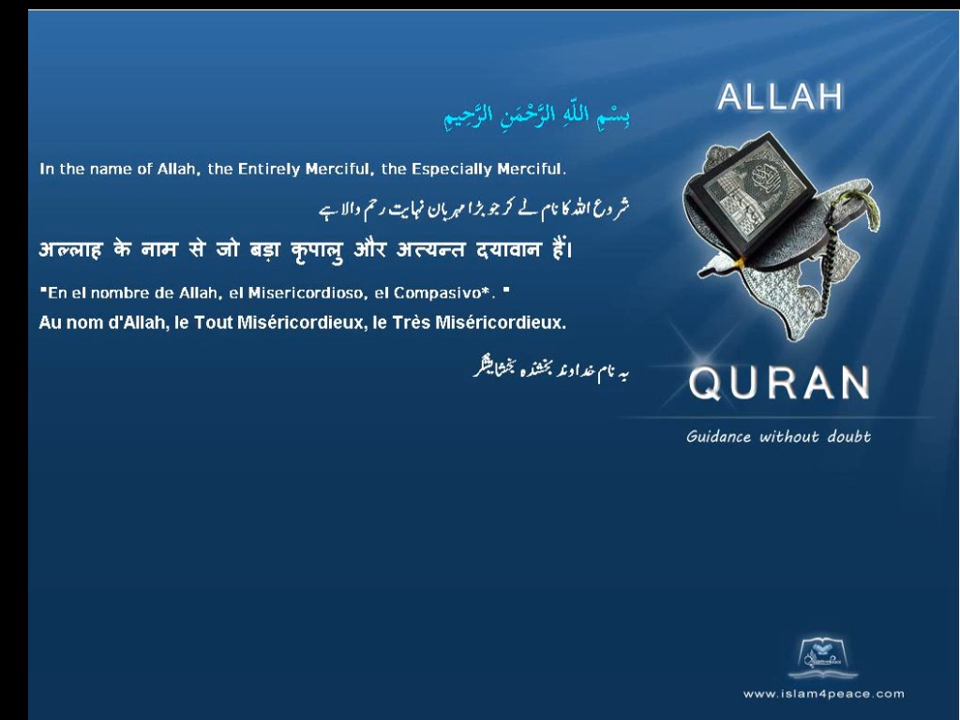 بِسْمِ اللّهِ الرَّحْمَنِ الرَّحِيمِ
In the name of Allah, the Entirely Merciful, the Especially Merciful.
شروع الله کا نام لے کر جو بڑا مہربان نہایت رحم والا ہے
अल्लाह के नाम से जो बड़ा कृपालु और अत्यन्त दयावान हैं।
"En el nombre de Allah, el Misericordioso, el Compasivo*. "
Au nom d'Allah, le Tout Miséricordieux, le Très Miséricordieux.
به نام خداوند بخشنده بخشایشگر
ALLAH
QURAN
Guidance without doubt
www.islam4peace.com